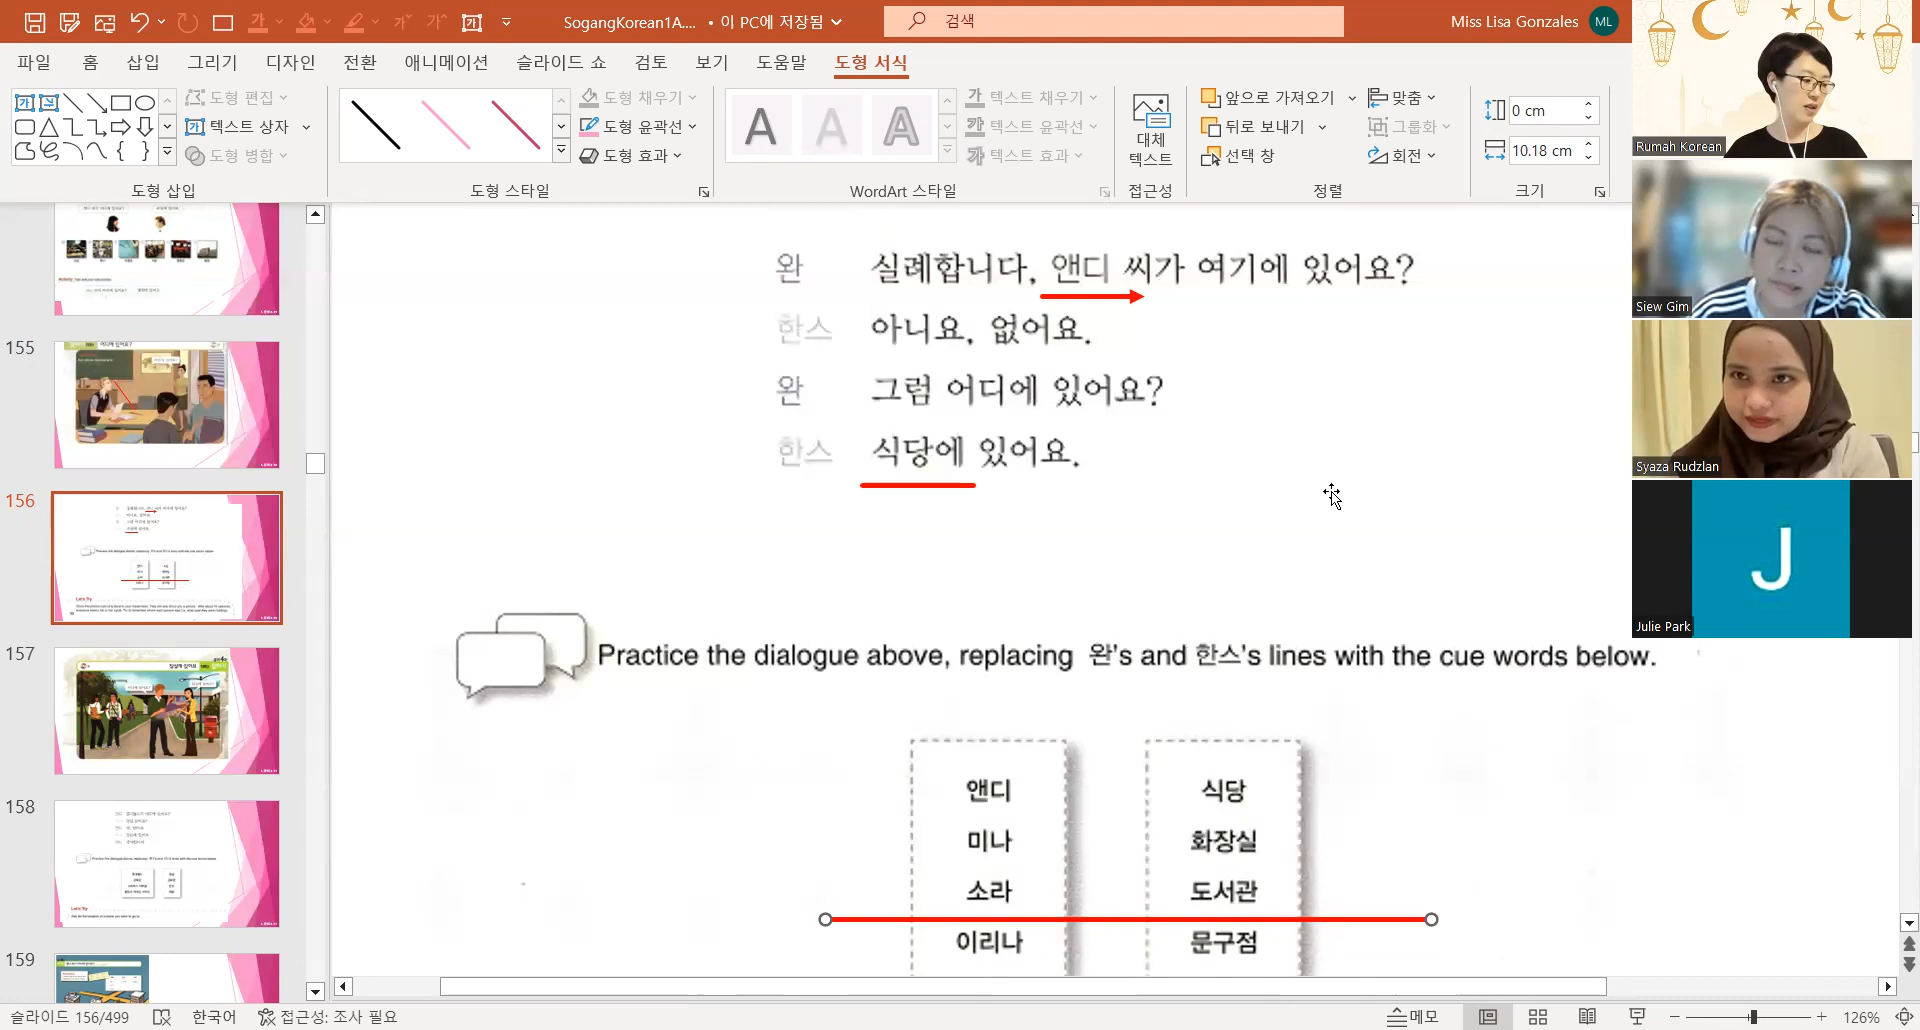 SogangKorean1A.... • 이 PC에 저장됨
검색
Miss Lisa Gonzales ML
파일 홈 삽입 그리기 디자인 전환 애니메이션 슬라이드 쇼 검토 보기 도움말 도형 서식
도형 편집
텍스트 상자
도형 병합
도형 삽입
도형 채우기
도형 윤곽선
도형 효과
도형 스타일
A A A
텍스트 채우기
텍스트 윤곽선
텍스트 효과
WordArt 스타일
대체
텍스트
접근성
앞으로 가져오기
뒤로 보내기
선택 창
맞춤
그룹화
회전
정렬
0 cm
10.18 cm
크기
Rumah Korean
Siew Gim
Syaza Rudzlan
J
Julie Park
155
156
157
158
159
완 실례합니다, 앤디 씨가 여기에 있어요?
한스 아니요, 없어요.
완 그럼 어디에 있어요?
한스 식당에 있어요.
Practice the dialogue above, replacing 완's and 한스's lines with the cue words below.
앤디 식당
미나 화장실
소라 도서관
이리나 문구점
슬라이드 156/499 한국어 접근성: 조사 필요
메모
126%